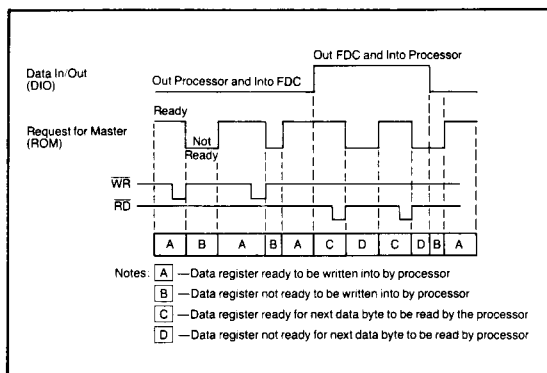 Out FDC and Into Processor
Data In/Out
(DIO)
Out Processor and Into FDC
Ready
Request for Master
(ROM)
Not
Ready
WR
RD
A B A B A C D C D B A
Notes: A — Data register ready to be written into by processor
B — Data register not ready to be written into by processor
C — Data register ready for next data byte to be read by the processor
D — Data register not ready for next data byte to be read by processor